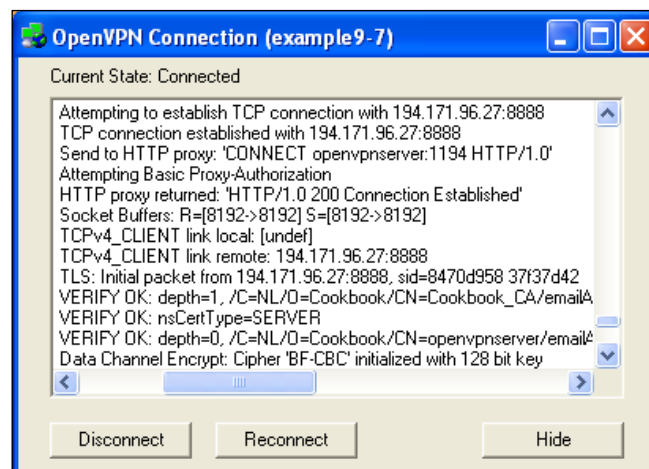 OpenVPN Connection (example9-7)
Current State: Connected
Attempting to establish TCP connection with 194.171.96.27:8888
TCP connection established with 194.171.96.27:8888
Send to HTTP proxy: 'CONNECT openvpnserver:1194 HTTP/1.0'
Attempting Basic Proxy-Authorization
HTTP proxy returned: 'HTTP/1.0 200 Connection Established'
Socket Buffers: R=[8192->8192] S=[8192->8192]
TCPv4_CLIENT link local: [undef]
TCPv4_CLIENT link remote: 194.171.96.27:8888
TLS: Initial packet from 194.171.96.27:8888, sid=8470d958 37f37d42
VERIFY OK: depth=1, /C=NL/O=Cookbook/CN=Cookbook_CA/emailA
VERIFY OK: nsCertType=SERVER
VERIFY OK: depth=0, /C=NL/O=Cookbook/CN=openvpnserver/emailA
Data Channel Encrypt: Cipher 'BF-CBC' initialized with 128 bit key
Disconnect Reconnect Hide